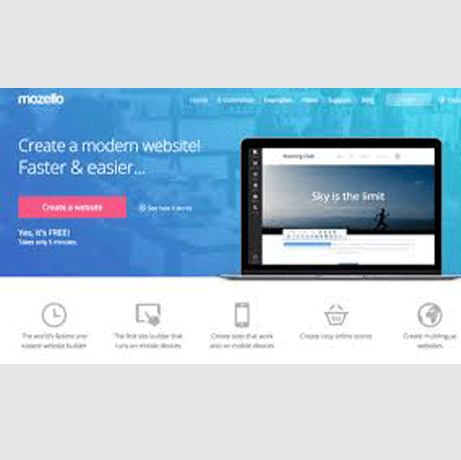 mozello
Home E-commerce Examples Support Blog
Create a modern website!
Faster & easier...
Create a website
See how it works
Yes, it's FREE!
Takes only 5 minutes.
Running Club
Sky is the limit
The world's fastest and
easiest website builder
The first site builder that
runs on mobile devices
Create sites that work
also on mobile devices
Create easy online stores
Create multilingual
websites